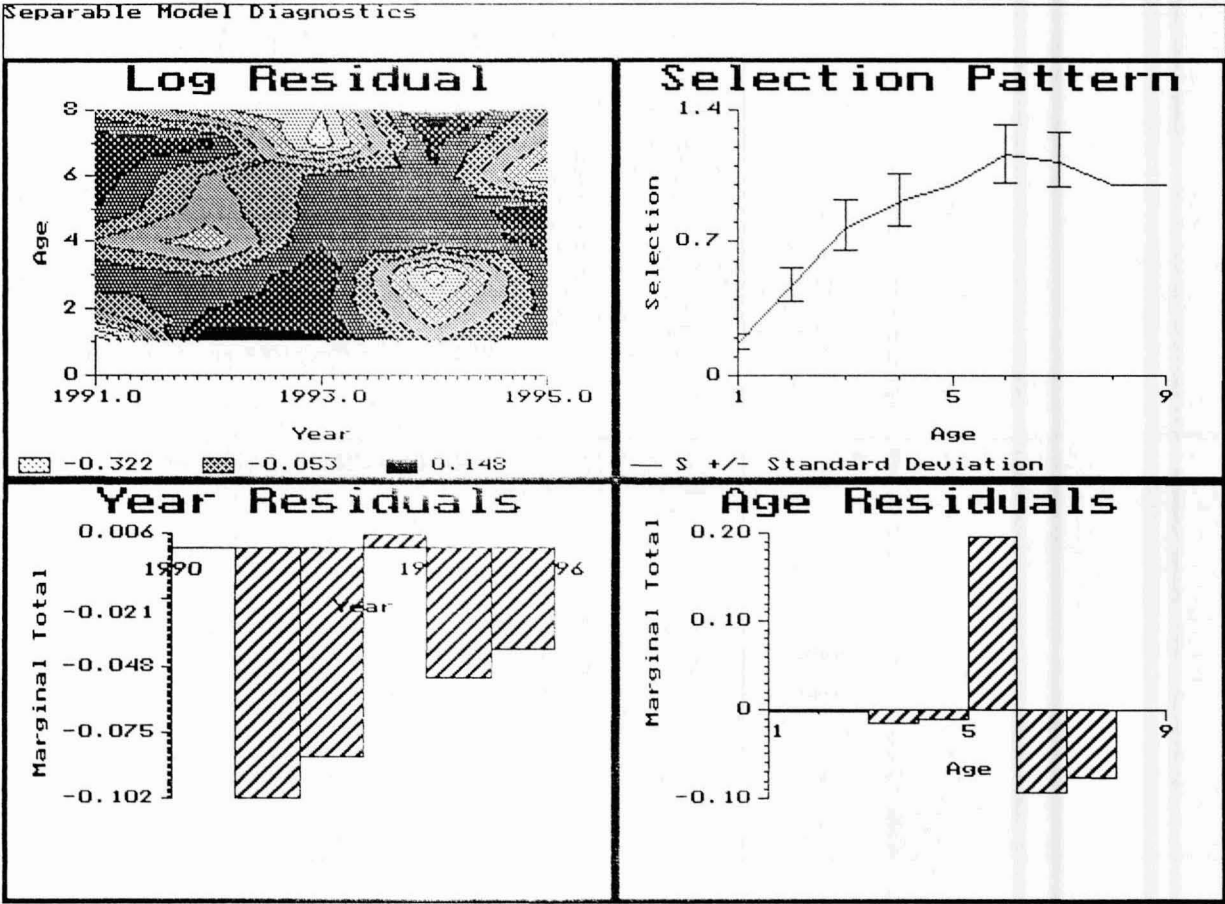 Separable Model Diagnostics
Log Residual
8
6
4
2
0
Age
1991.0 1993.0 1995.0
Year
-0.322 -0.053 0.148
Selection Pattern
1.4
0.7
0
Selection
1 5 9
Age
S +/- Standard Deviation
Year Residuals
0.006
-0.021
-0.048
-0.075
-0.102
Marginal Total
1990
Year
Age Residuals
0.20
0.10
0
-0.10
Marginal Total
1 5 9
Age